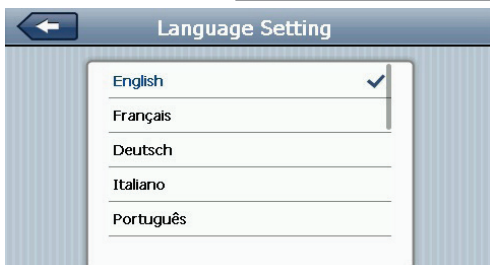 Language Setting
English
Français
Deutsch
Italiano
Português